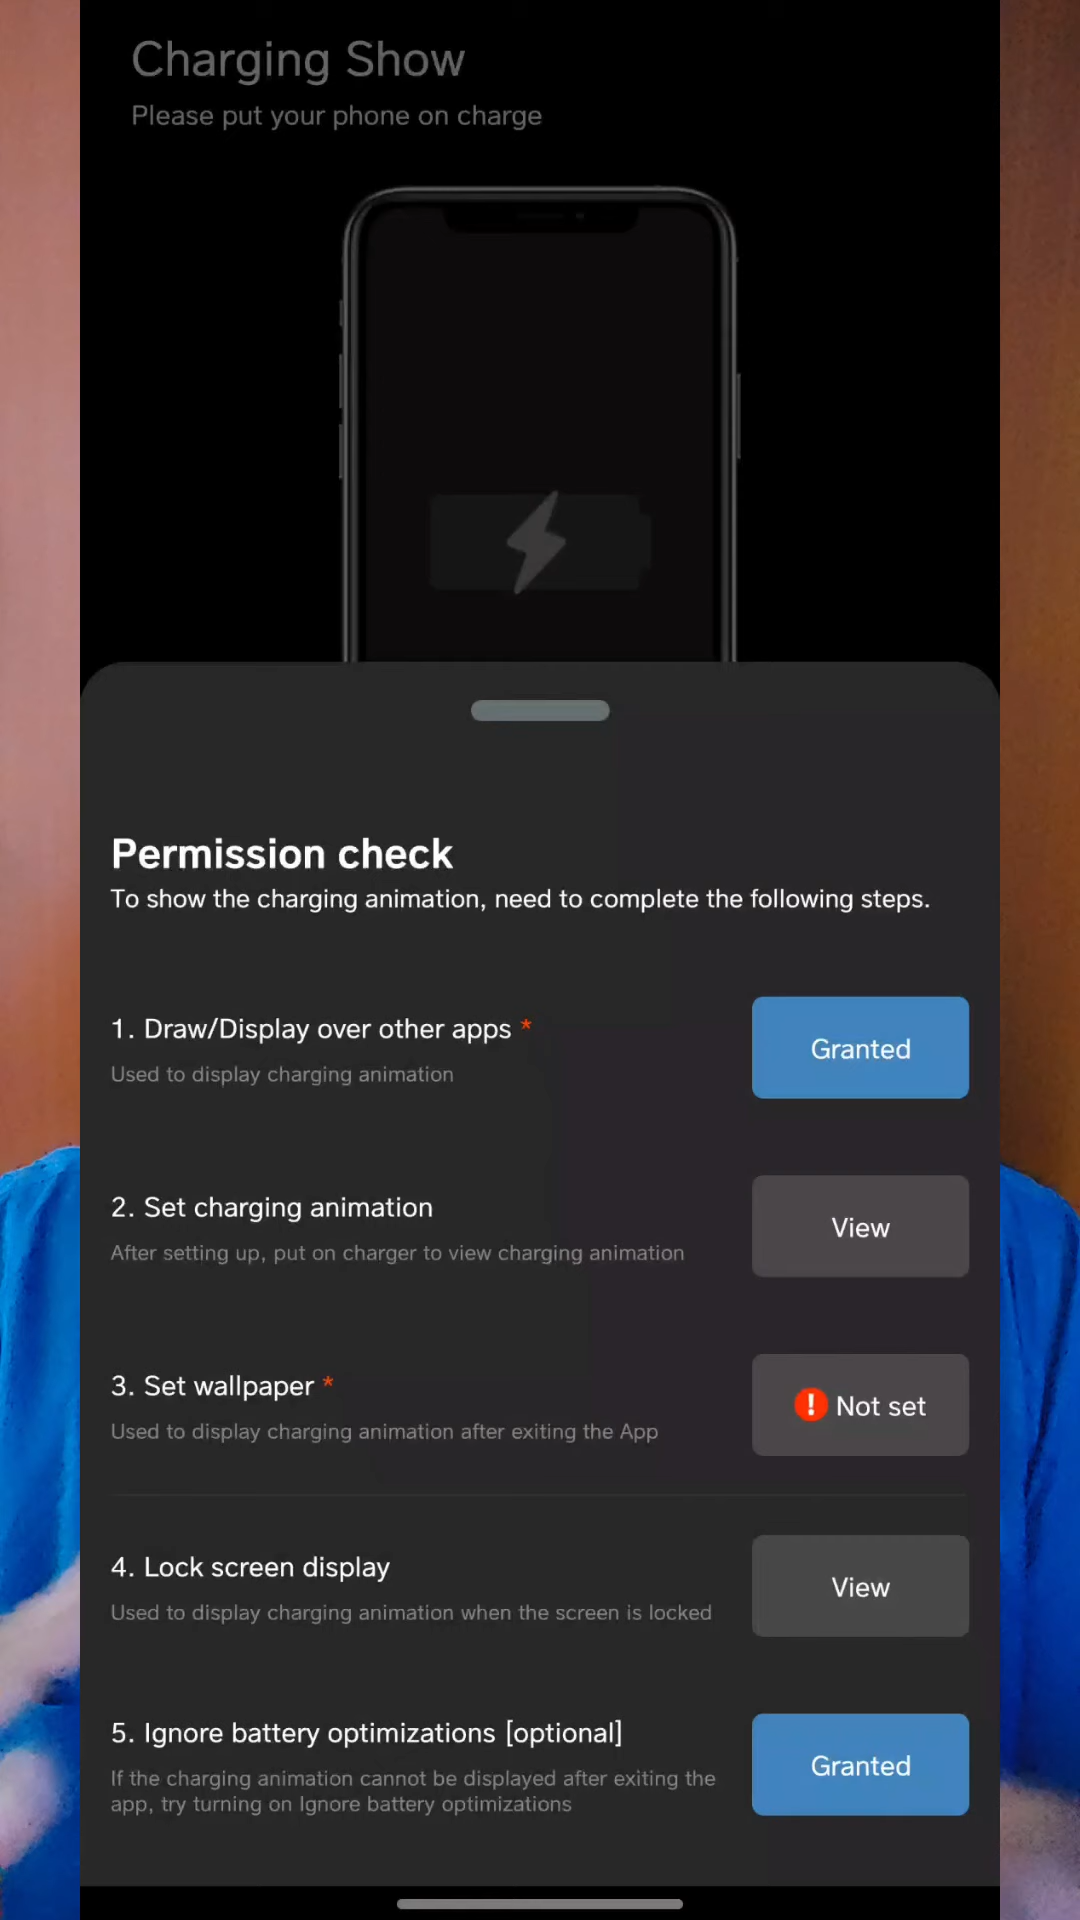 Charging Show
Please put your phone on charge
Permission check
To show the charging animation, need to complete the following steps.
1. Draw/Display over other apps *
Used to display charging animation
Granted
2. Set charging animation
After setting up, put on charger to view charging animation
View
3. Set wallpaper *
Used to display charging animation after exiting the App
! Not set
4. Lock screen display
Used to display charging animation when the screen is locked
View
5. Ignore battery optimizations [optional]
If the charging animation cannot be displayed after exiting the
app, try turning on Ignore battery optimizations
Granted